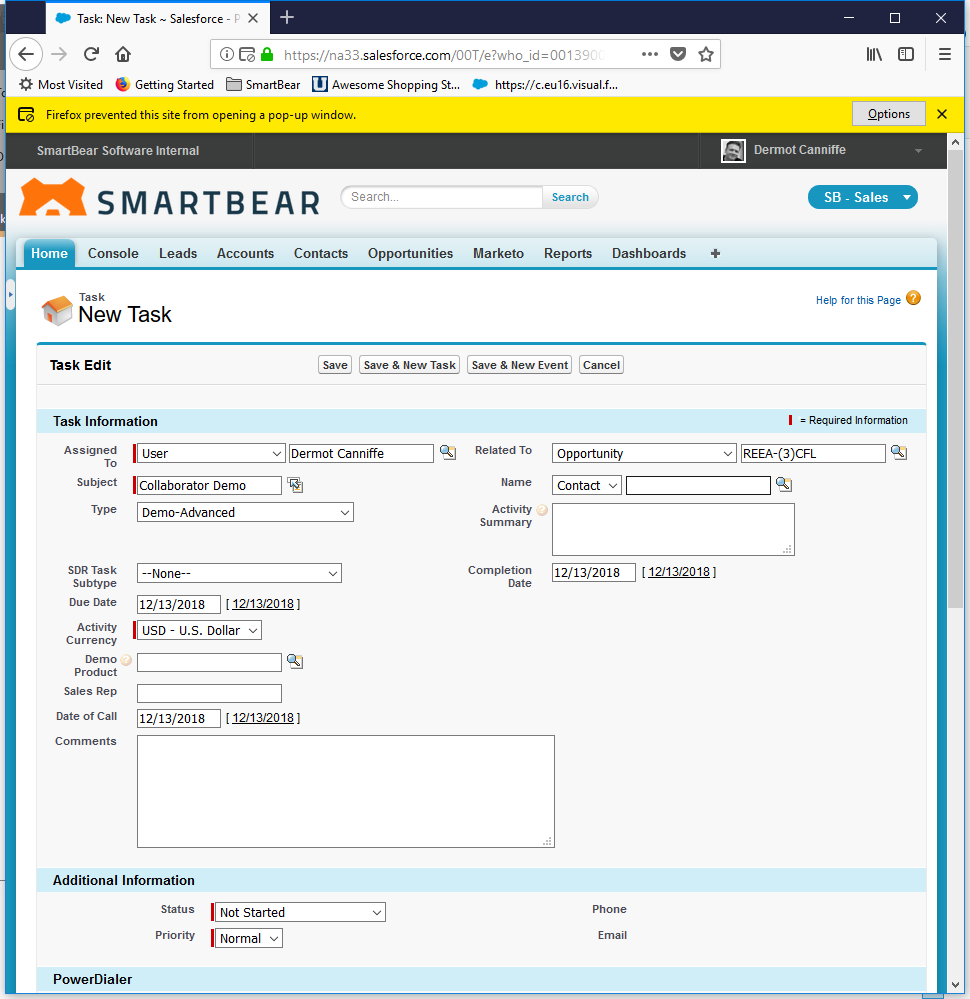 Task: New Task ~ Salesforce - P
https://na33.salesforce.com/00T/e?who_id=0013900
Most Visited Getting Started SmartBear Awesome Shopping St... https://c.eu16.visual.f...
Firefox prevented this site from opening a pop-up window. Options
SmartBear Software Internal Dermot Canniffe
SMARTBEAR Search... Search SB - Sales
Home Console Leads Accounts Contacts Opportunities Marketo Reports Dashboards +
Task
New Task Help for this Page ?
Task Edit Save Save & New Task Save & New Event Cancel
Task Information = Required Information
Assigned To User Dermot Canniffe Related To Opportunity REEA-(3)CFL
Subject Collaborator Demo Name Contact
Type Demo-Advanced Activity Summary
SDR Task Subtype --None-- Completion Date 12/13/2018 [ 12/13/2018 ]
Due Date 12/13/2018 [ 12/13/2018 ]
Activity Currency USD - U.S. Dollar
Demo Product
Sales Rep
Date of Call 12/13/2018 [ 12/13/2018 ]
Comments
Additional Information
Status Not Started Phone
Priority Normal Email
PowerDialer